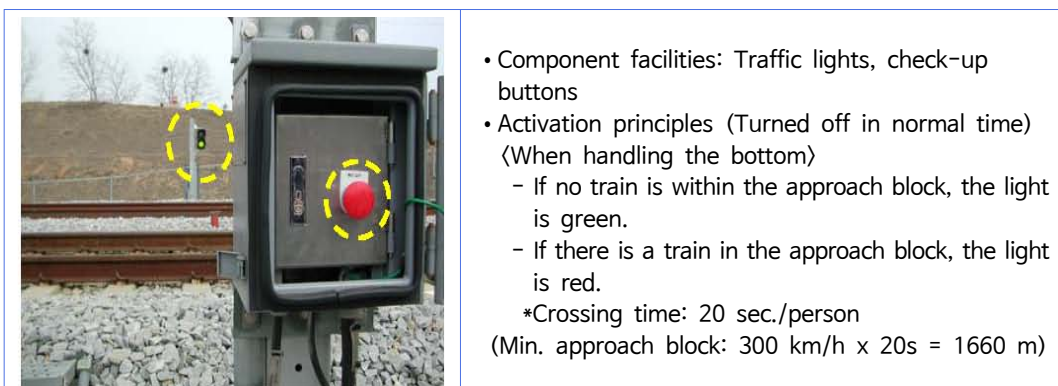 • Component facilities: Traffic lights, check-up
buttons
• Activation principles (Turned off in normal time)
〈When handling the bottom〉
- If no train is within the approach block, the light
is green.
- If there is a train in the approach block, the light
is red.
*Crossing time: 20 sec./person
(Min. approach block: 300 km/h x 20s = 1660 m)